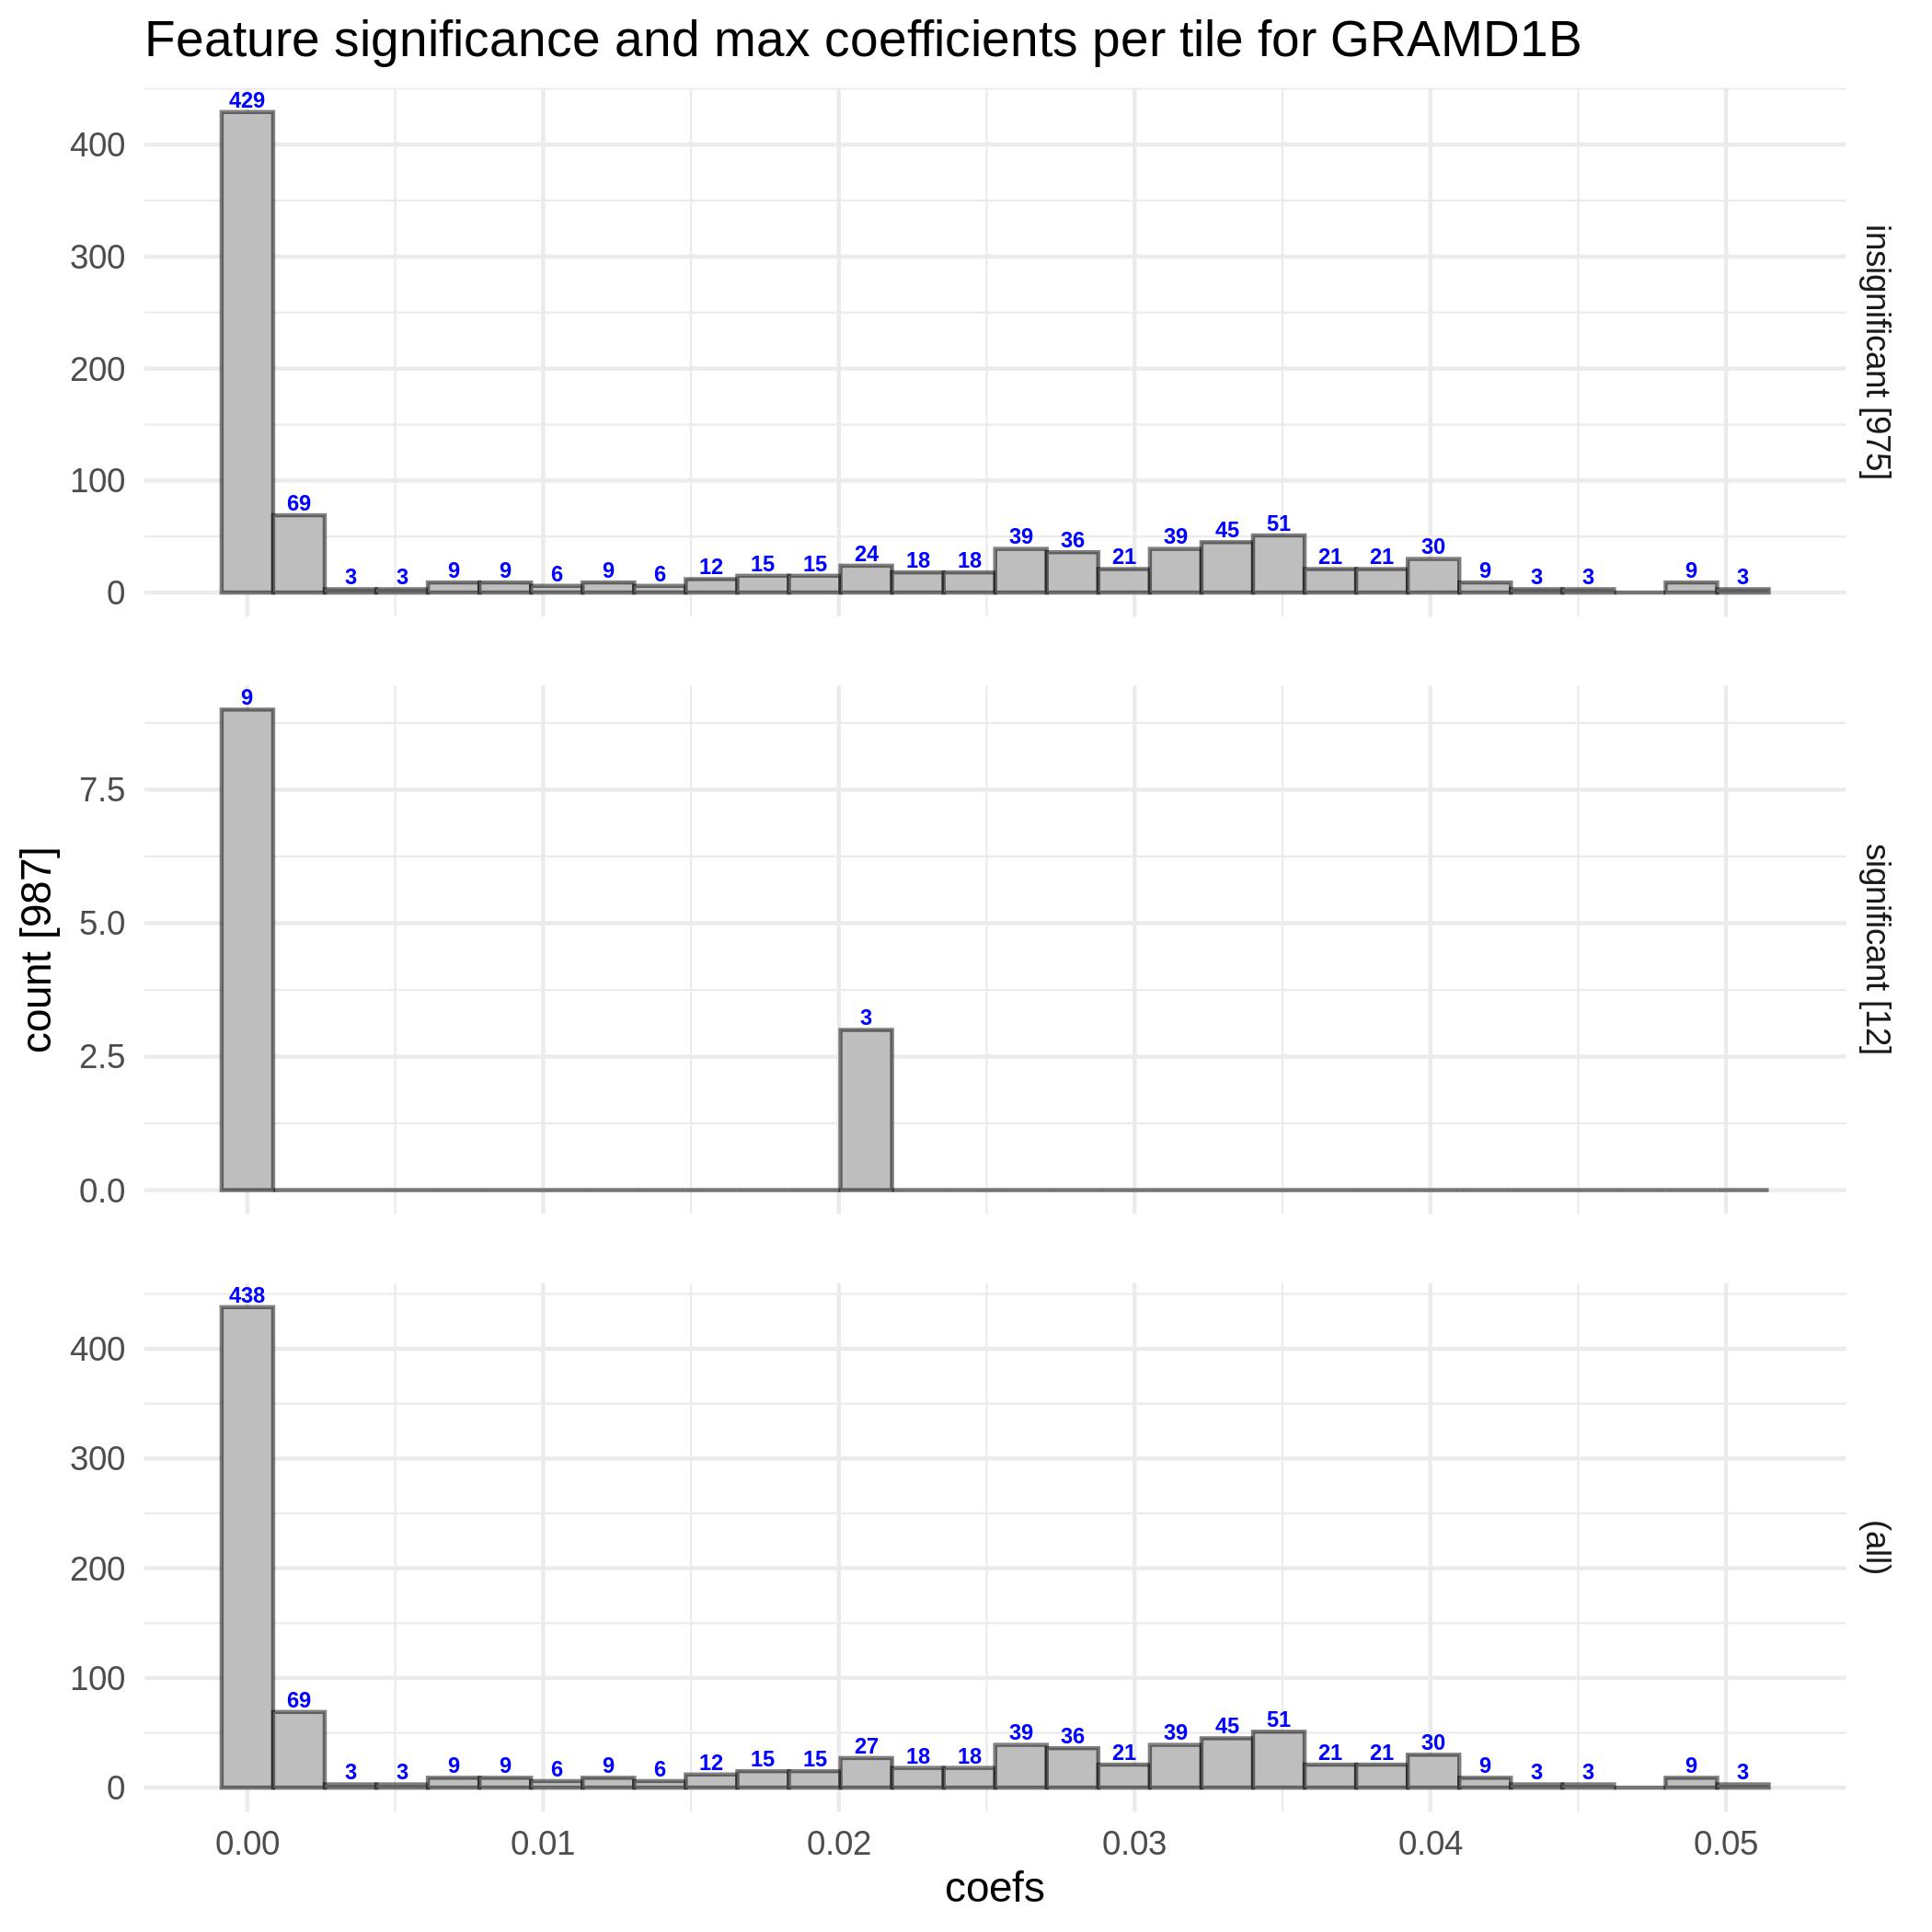 Feature significance and max coefficients per tile for GRAMD1B
429
400
300
200
100
0
69 3 3 9 9 6 9 6 12 15 15 24 18 18 39 36 21 39 45 51 21 21 30 9 3 3 9 3
insignificant [975]
9
7.5
5.0
2.5
0.0
3
significant [12]
count [987]
438
400
300
200
100
0
69 3 3 9 9 6 9 6 12 15 15 27 18 18 39 36 21 39 45 51 21 21 30 9 3 3 9 3
(all)
0.00 0.01 0.02 0.03 0.04 0.05
coefs